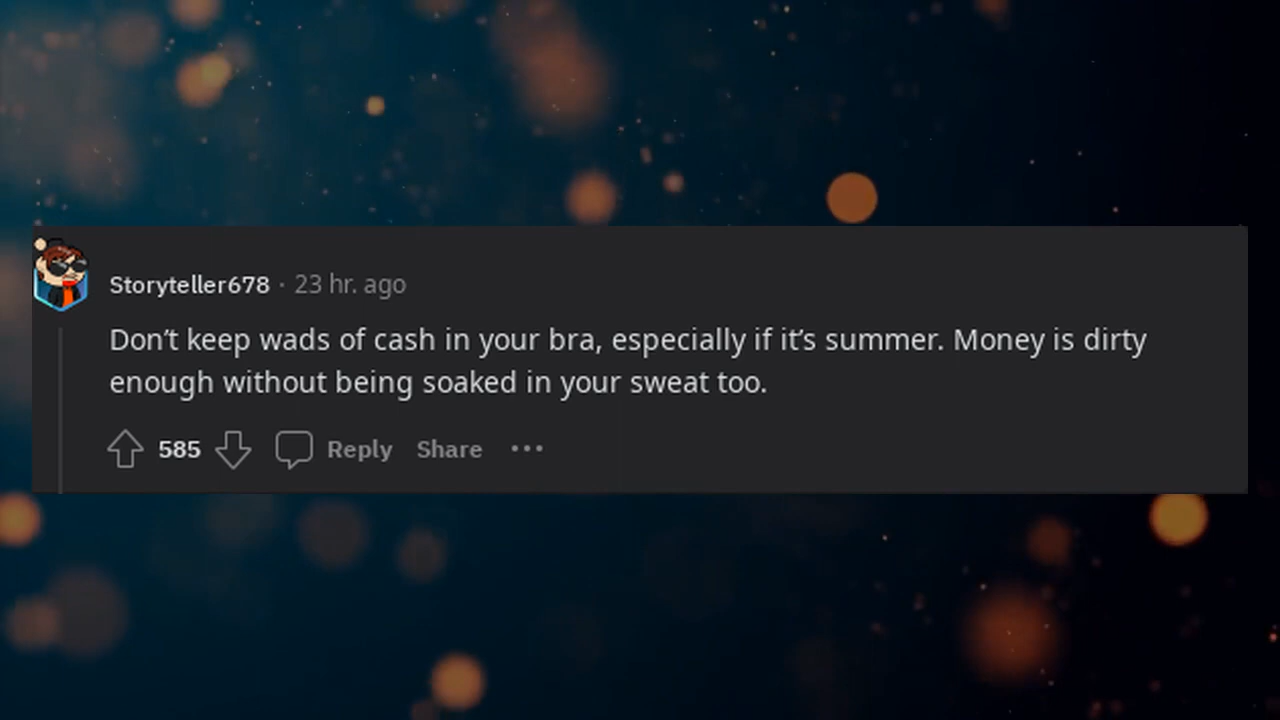 Storyteller678 · 23 hr. ago
Don’t keep wads of cash in your bra, especially if it’s summer. Money is dirty
enough without being soaked in your sweat too.
585 Reply Share ···